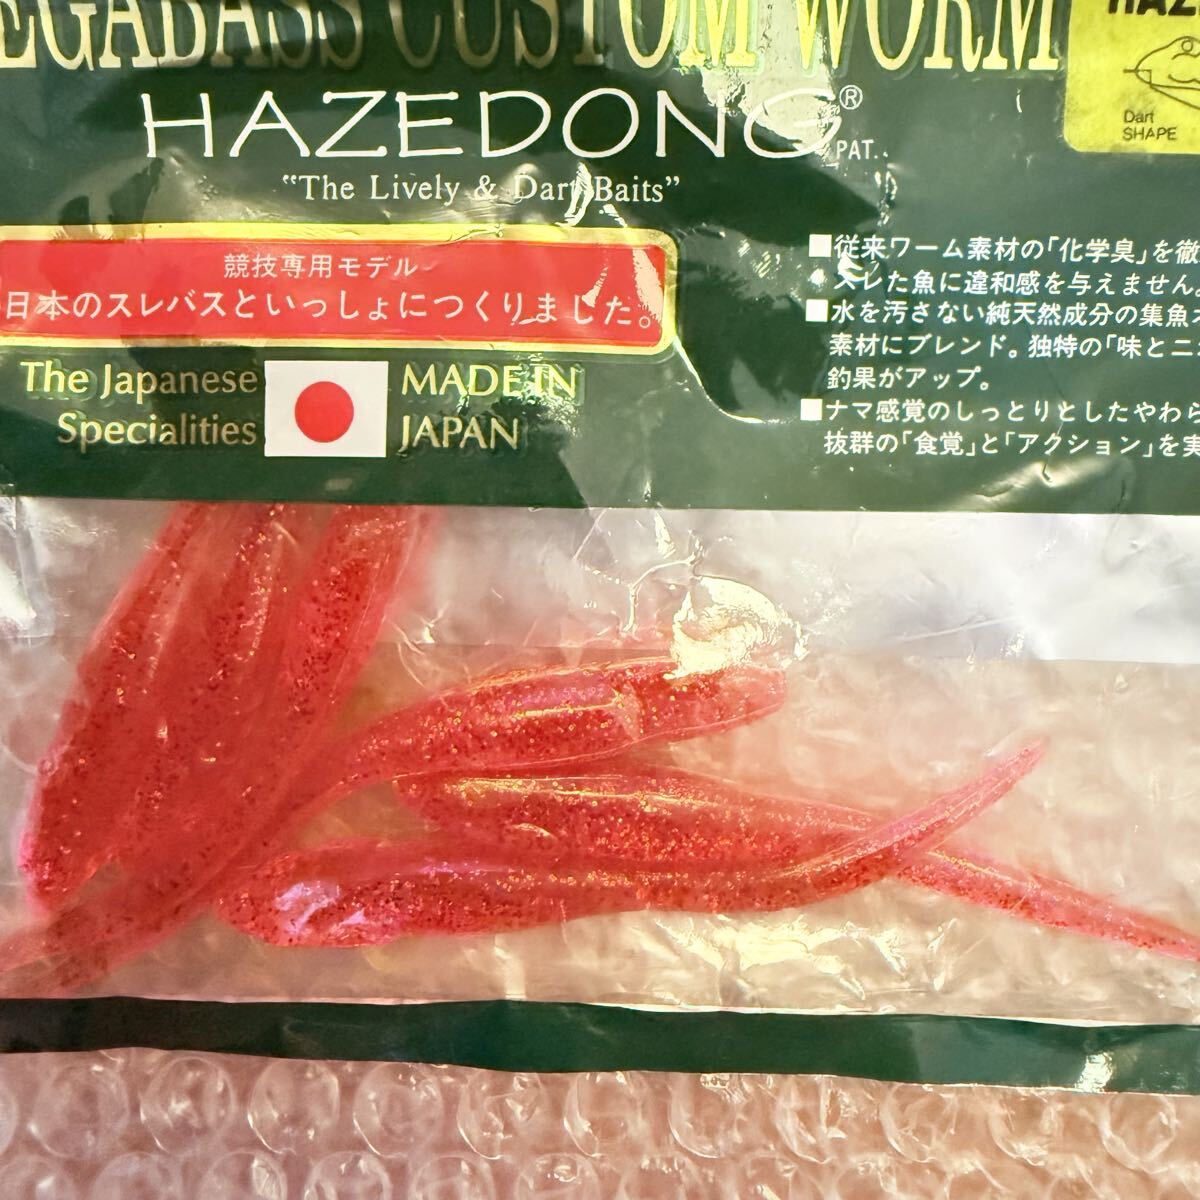 EGABASS CUSTOM WORM
HAZEDONG®
PAT.
"The Lively & Dart Baits"
Dart
SHAPE
競技専用モデル
日本のスレバスといっしょにつくりました。
The Japanese
Specialities
MADE IN
JAPAN
■従来ワーム素材の「化学臭」を徹
スレた魚に違和感を与えません。
■水を汚さない純天然成分の集魚
素材にブレンド。独特の「味とニ
釣果がアップ。
■ナマ感覚のしっとりとしたやわら
抜群の「食覚」と「アクション」を実